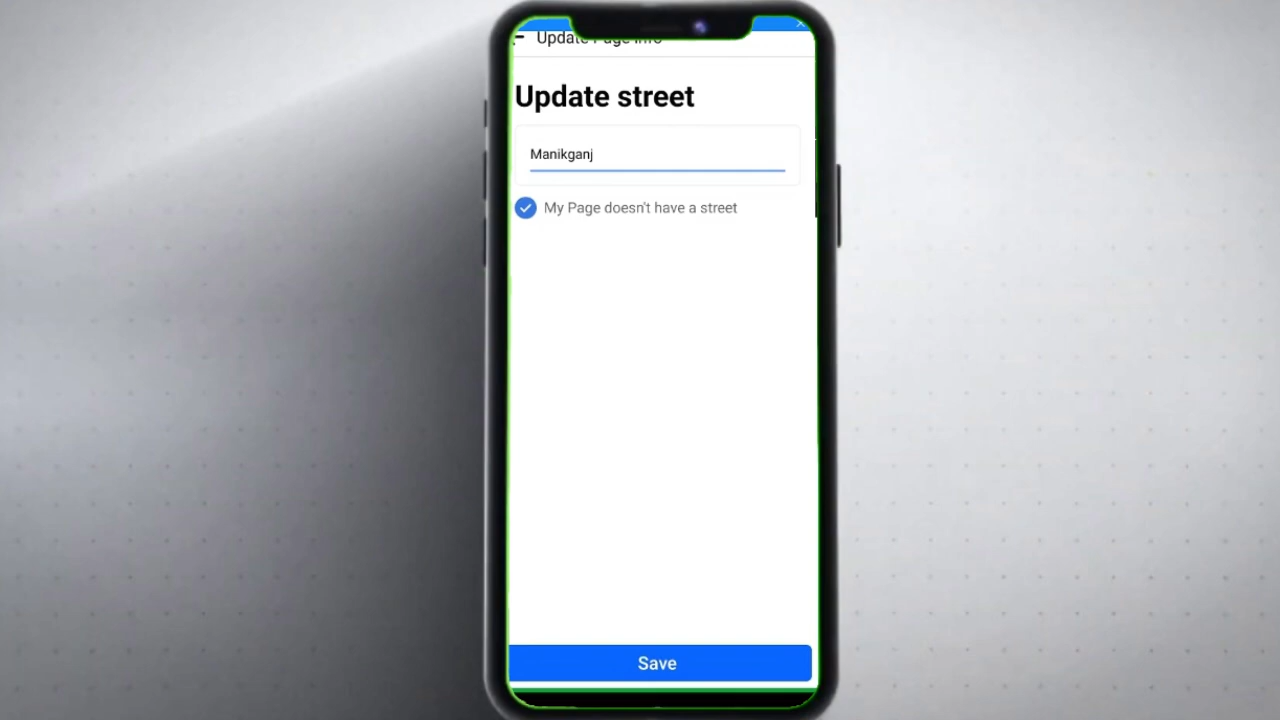 Update Page Info
Update street
Manikganj
My Page doesn't have a street
Save